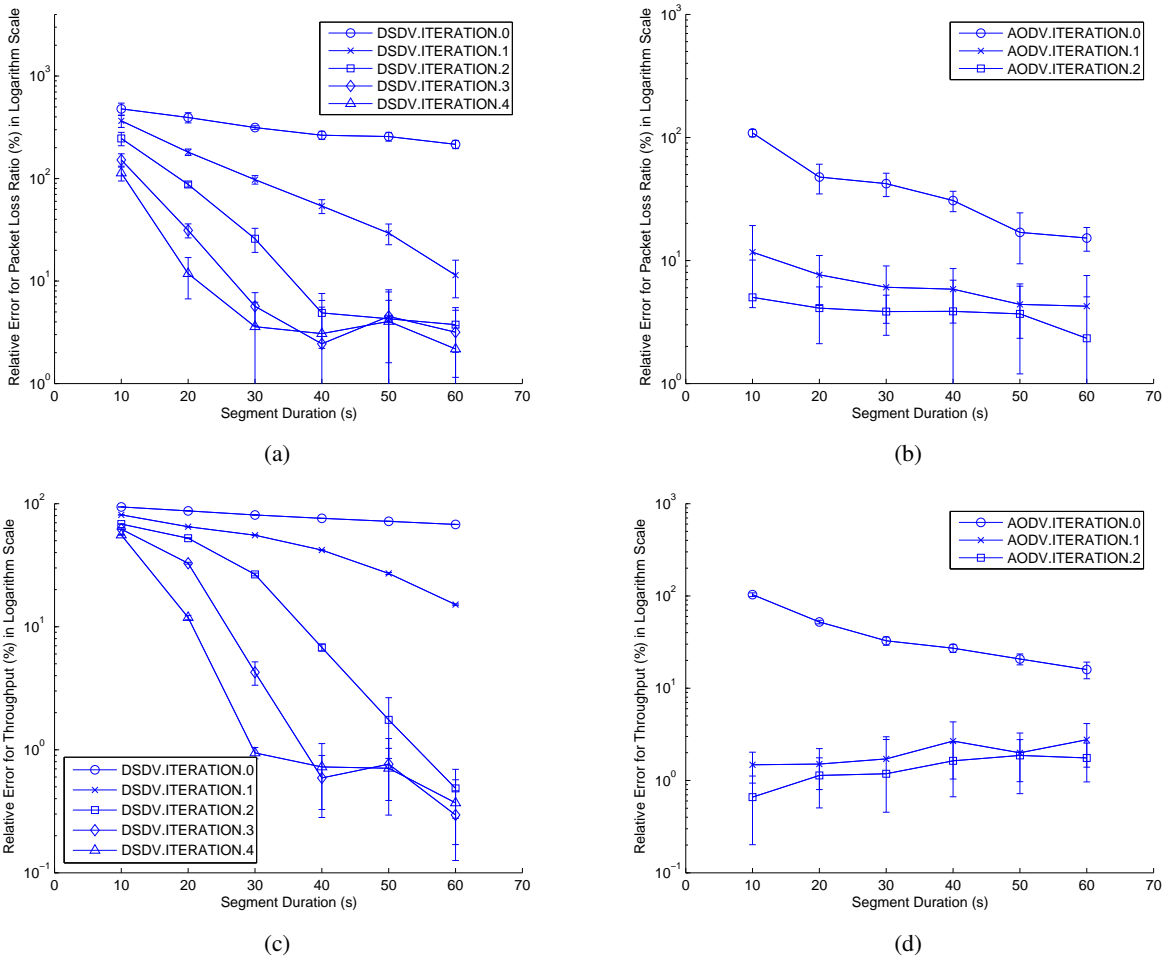 Relative Error for Packet Loss Ratio (%) in Logarithm Scale
10^3
10^2
10^1
10^0
0 10 20 30 40 50 60 70
Segment Duration (s)
DSDV.ITERATION.0
DSDV.ITERATION.1
DSDV.ITERATION.2
DSDV.ITERATION.3
DSDV.ITERATION.4
(a)
Relative Error for Packet Loss Ratio (%) in Logarithm Scale
10^3
10^2
10^1
10^0
0 10 20 30 40 50 60 70
Segment Duration (s)
AODV.ITERATION.0
AODV.ITERATION.1
AODV.ITERATION.2
(b)
Relative Error for Throughput (%) in Logarithm Scale
10^2
10^1
10^0
10^−1
0 10 20 30 40 50 60 70
Segment Duration (s)
DSDV.ITERATION.0
DSDV.ITERATION.1
DSDV.ITERATION.2
DSDV.ITERATION.3
DSDV.ITERATION.4
(c)
Relative Error for Throughput (%) in Logarithm Scale
10^3
10^2
10^1
10^0
10^−1
0 10 20 30 40 50 60 70
Segment Duration (s)
AODV.ITERATION.0
AODV.ITERATION.1
AODV.ITERATION.2
(d)